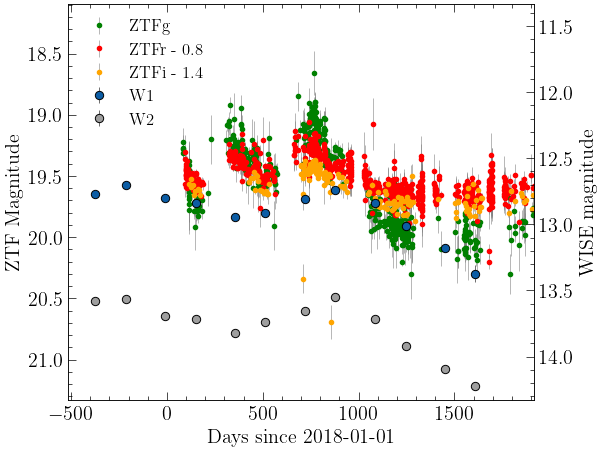 ZTFg
ZTFr - 0.8
ZTFi - 1.4
W1
W2
ZTF Magnitude
18.5
19.0
19.5
20.0
20.5
21.0
WISE magnitude
11.5
12.0
12.5
13.0
13.5
14.0
−500
0
500
1000
1500
Days since 2018-01-01